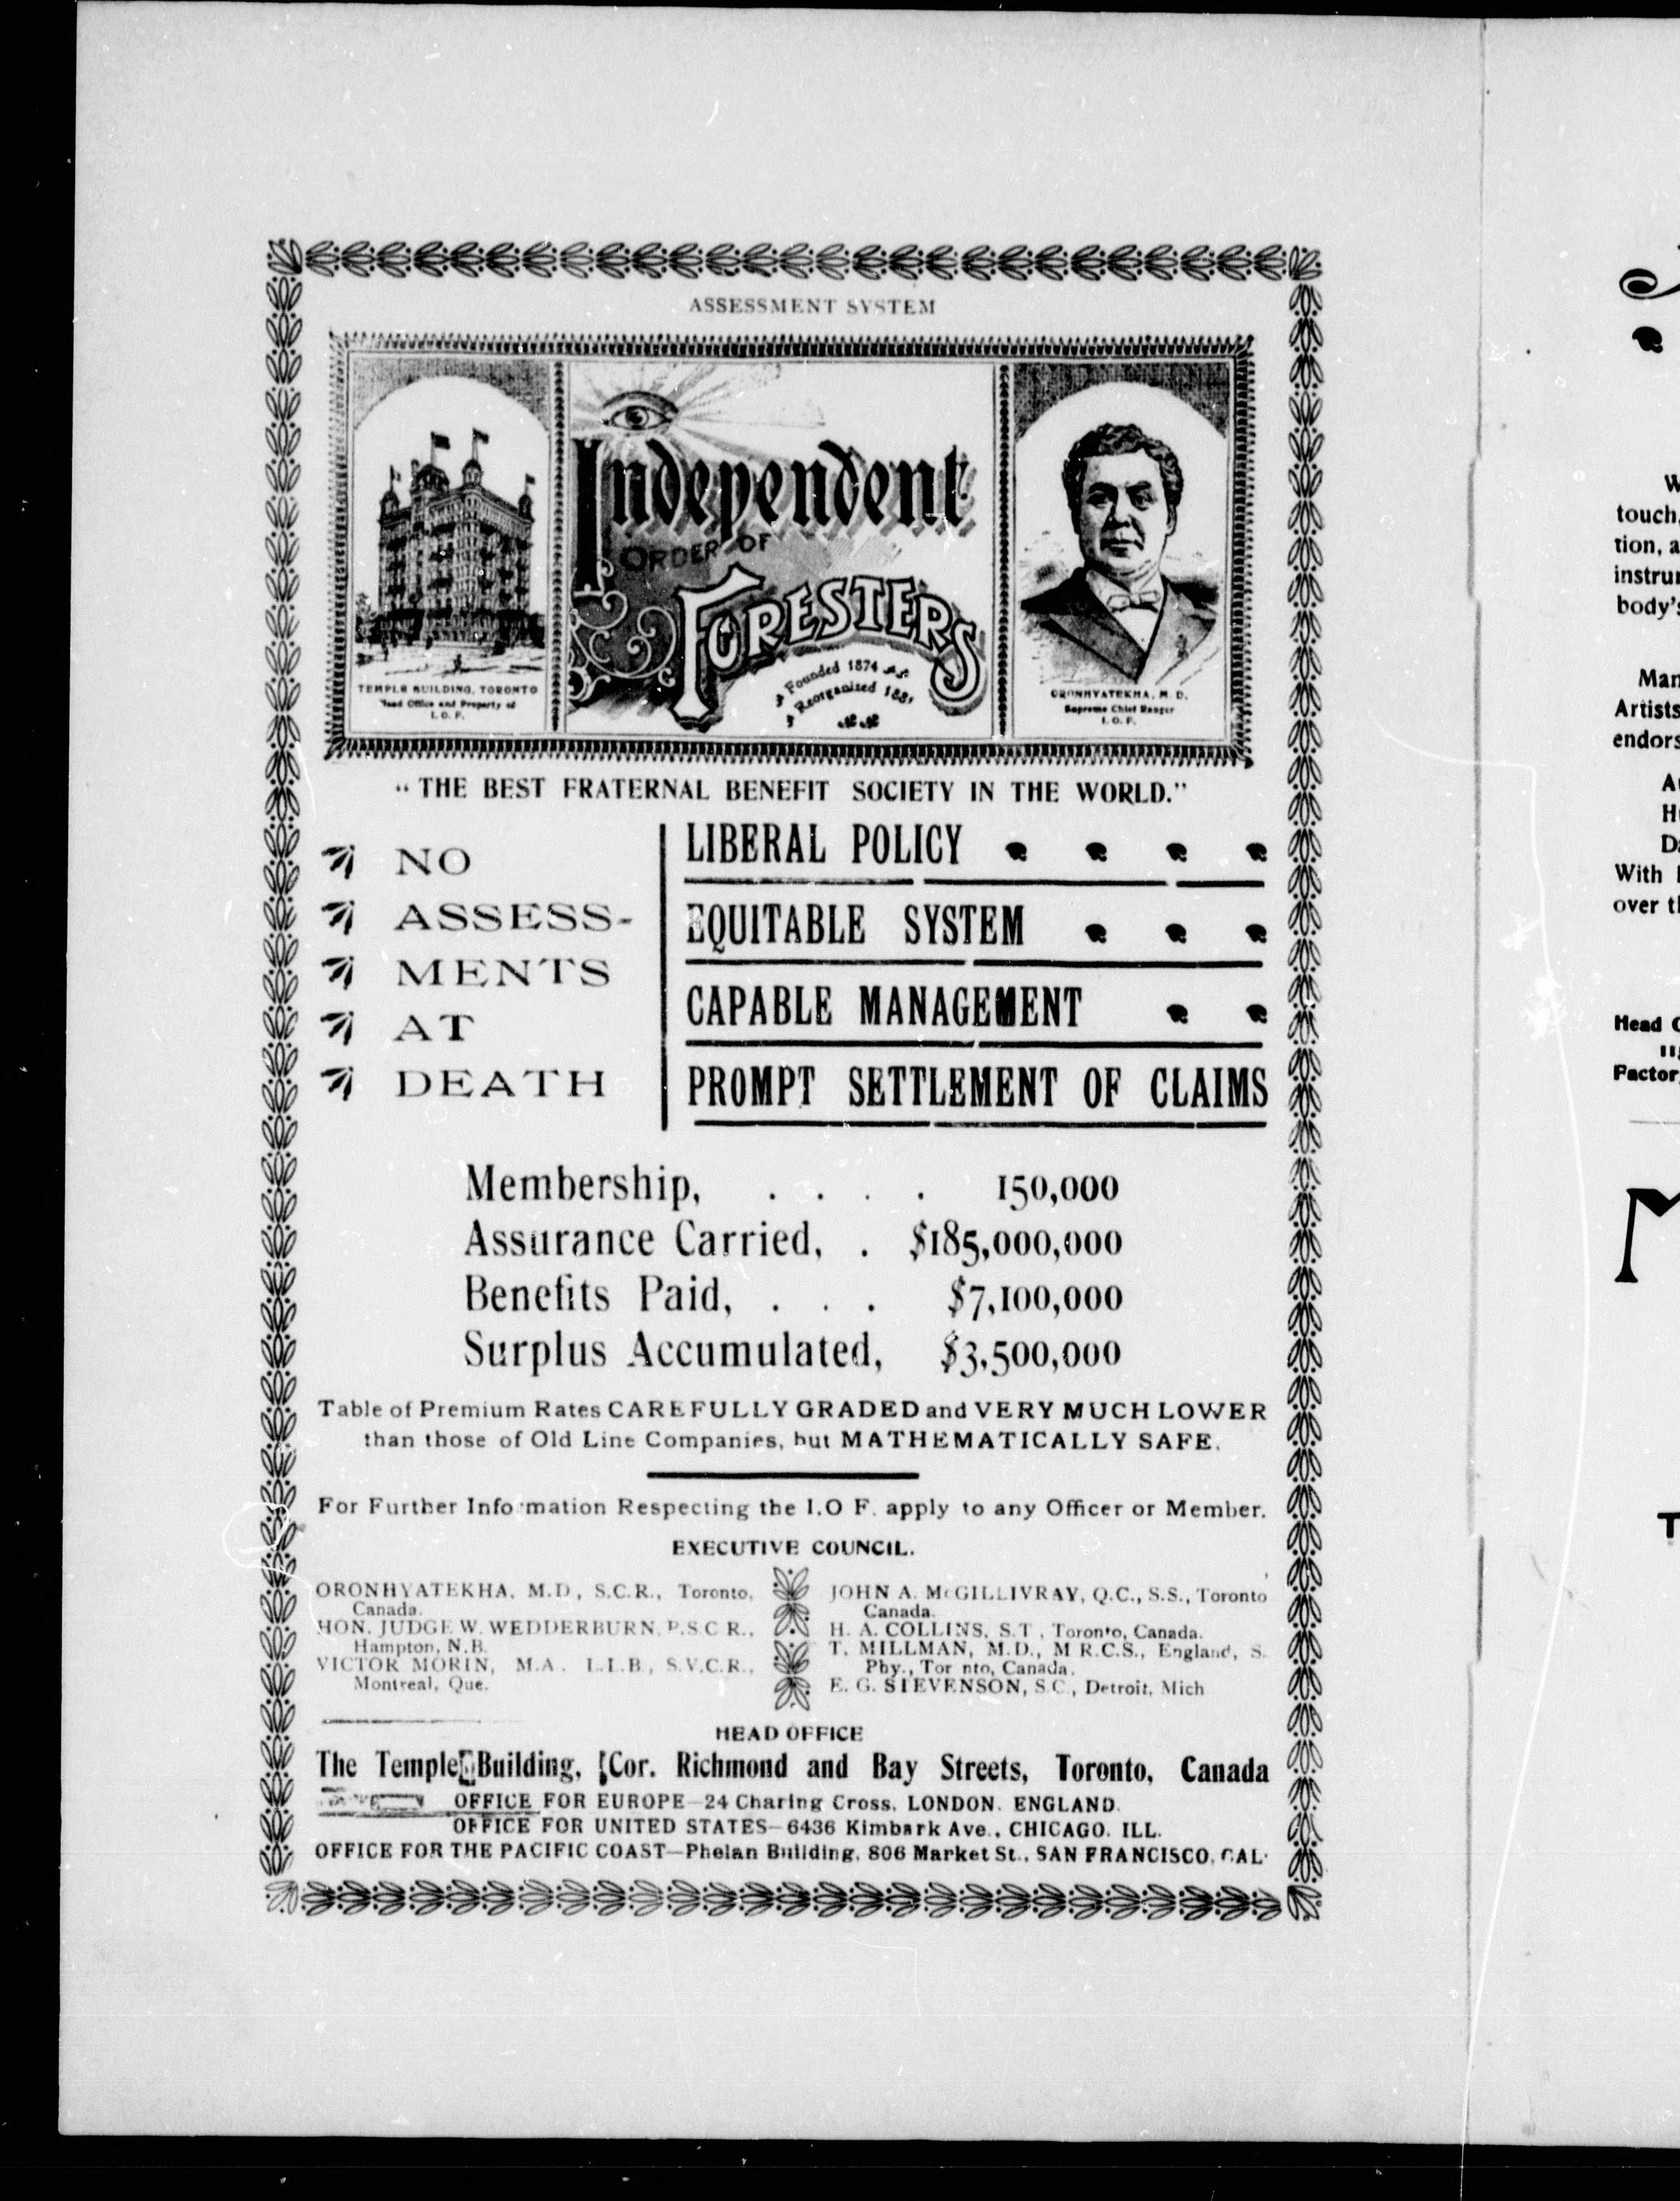 ASSESSMENT SYSTEM
Independent
ORDER OF
FORESTERS
Founded 1874
Reorganized 1881
TEMPLE BUILDING, TORONTO
Head Office and Property of
I. O. F.
ORONHYATEKHA, M. D.
Supreme Chief Ranger
I. O. F.
"THE BEST FRATERNAL BENEFIT SOCIETY IN THE WORLD."
NO
ASSESS-
MENTS
AT
DEATH
LIBERAL POLICY
EQUITABLE SYSTEM
CAPABLE MANAGEMENT
PROMPT SETTLEMENT OF CLAIMS
Membership, . . . . 150,000
Assurance Carried, . $185,000,000
Benefits Paid, . . . $7,100,000
Surplus Accumulated, $3,500,000
Table of Premium Rates CAREFULLY GRADED and VERY MUCH LOWER
than those of Old Line Companies, but MATHEMATICALLY SAFE.
For Further Info mation Respecting the I.O F. apply to any Officer or Member.
EXECUTIVE COUNCIL.
ORONHYATEKHA, M.D., S.C.R., Toronto,
Canada.
HON. JUDGE W. WEDDERBURN, P.S C R.,
Hampton, N.B.
VICTOR MORIN, M.A. L.L.B., S.V.C.R.,
Montreal, Que.
JOHN A. McGILLIVRAY, Q.C., S.S., Toronto
Canada.
H. A. COLLINS, S.T., Toronto, Canada.
T. MILLMAN, M.D., M R.C.S., England, S.
Phy., Tor nto, Canada.
E. G. STEVENSON, S.C., Detroit, Mich
HEAD OFFICE
The Temple Building, Cor. Richmond and Bay Streets, Toronto, Canada
OFFICE FOR EUROPE—24 Charing Cross, LONDON, ENGLAND.
OFFICE FOR UNITED STATES—6436 Kimbark Ave., CHICAGO, ILL.
OFFICE FOR THE PACIFIC COAST—Phelan Building, 806 Market St., SAN FRANCISCO, CAL.
touch,
tion, a
instru
body's
Man
Artists
endors
With
over t
Head
Factor
M
T